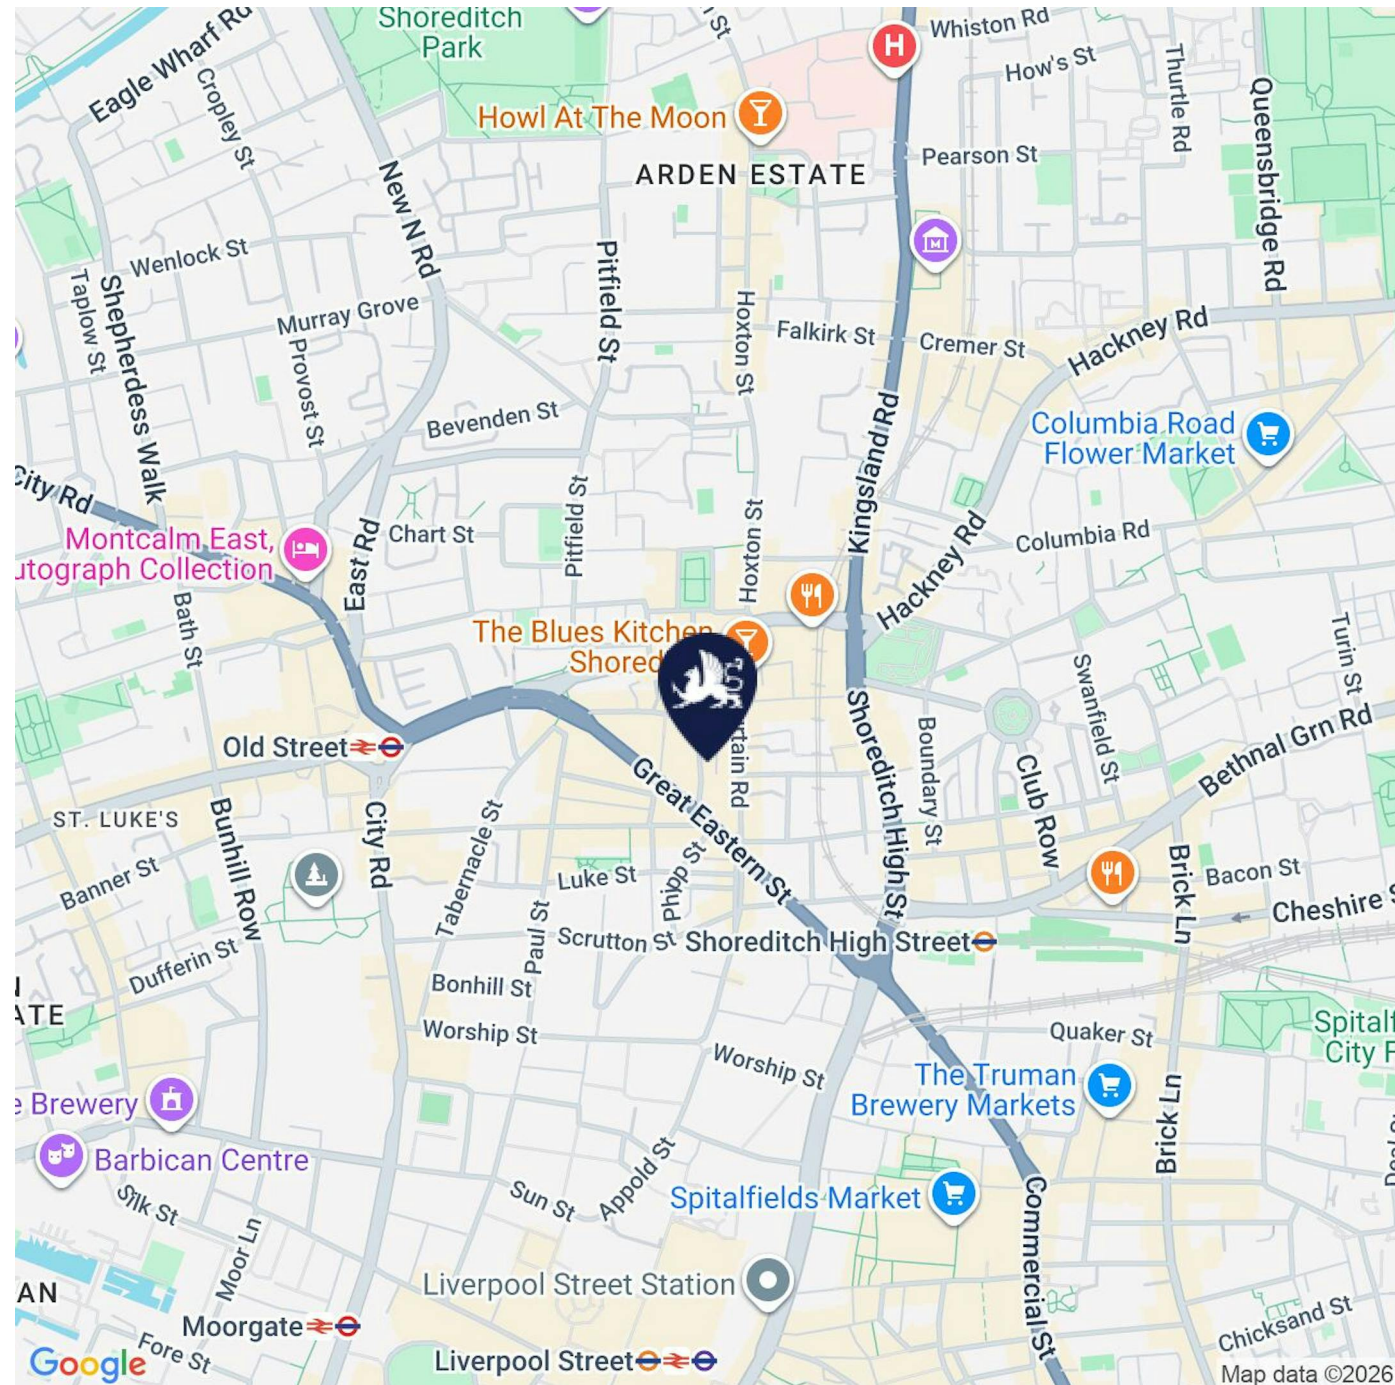 Eagle Wharf Rd
Shoreditch
Park
Whiston Rd
How's St
Thurtle Rd
Queensbridge Rd
Cropley St
Howl At The Moon
Pearson St
ARDEN ESTATE
New N Rd
Wenlock St
Pitfield St
Taplow St
Shepherdess Walk
Murray Grove
Provost St
Hoxton St
Falkirk St
Cremer St
Hackney Rd
Bevenden St
Kingsland Rd
Columbia Road
Flower Market
City Rd
Pitfield St
Hoxton St
Chart St
East Rd
Montcalm East,
utograph Collection
Columbia Rd
Hackney Rd
Bath St
The Blues Kitchen
Shored
Turin St
Swanfield St
Old Street
tain Rd
Shoreditch High St
Boundary St
Club Row
Bethnal Grn Rd
ST. LUKE'S
Bunhill Row
City Rd
Tabernacle St
Great Eastern St
Banner St
Luke St
Phipp St
Brick Ln
Bacon St
Cheshire S
Dufferin St
Paul St
Scrutton St
Shoreditch High Street
Bonhill St
ATE
Worship St
Worship St
Quaker St
Spitalf
City F
The Truman
Brewery Markets
e Brewery
Barbican Centre
Brick Ln
Silk St
Sun St
Appold St
Spitalfields Market
Moor Ln
Commercial St
Liverpool Street Station
AN
Moorgate
Fore St
Chicksand St
Google
Liverpool Street
Map data ©2026